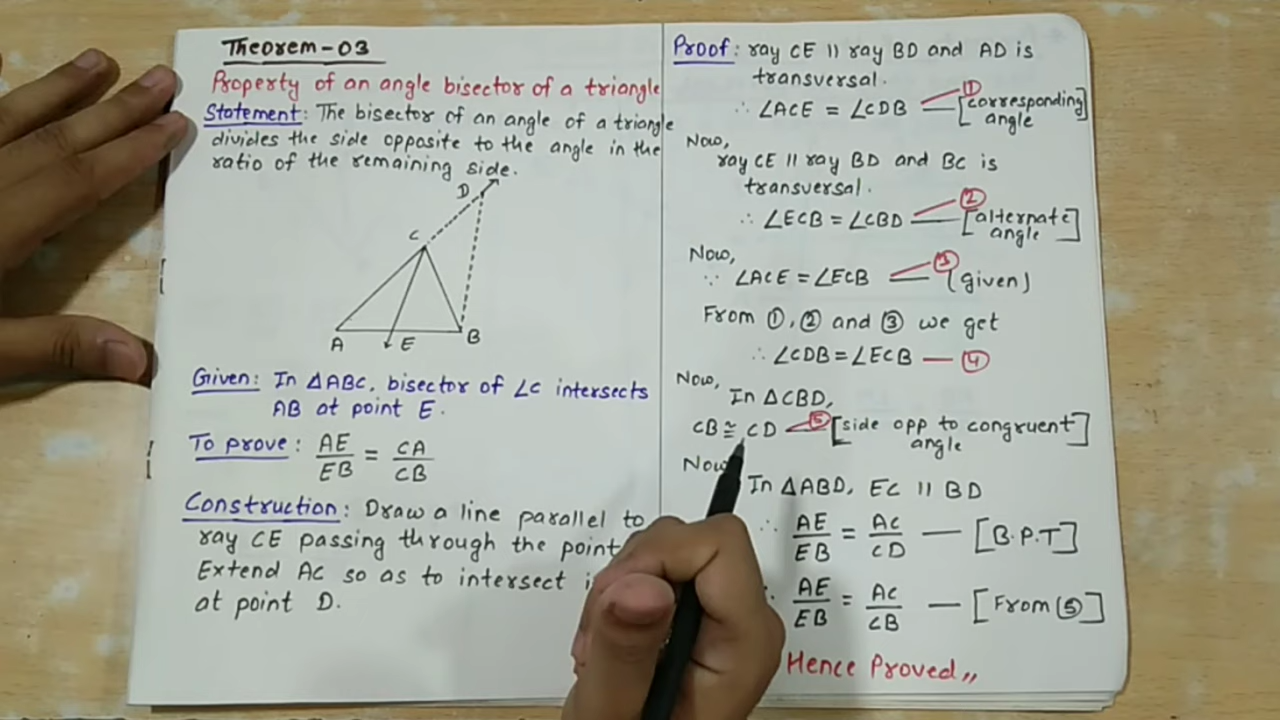 Theorem-03
Property of an angle bisector of a triangle
Statement: The bisector of an angle of a triangle
divides the side opposite to the angle in the
ratio of the remaining side.
D
C
A E B
Given: In ΔABC, bisector of ∠C intersects
AB at point E.
To prove: AE/EB = CA/CB
Construction: Draw a line parallel to
ray CE passing through the point
Extend AC so as to intersect
at point D.
Proof: ray CE || ray BD and AD is
transversal.
∴ ∠ACE = ∠CDB — ① [corresponding
angle]
Now,
ray CE || ray BD and BC is
transversal.
∴ ∠ECB = ∠CBD — ② [alternate
angle]
Now,
∵ ∠ACE = ∠ECB — ③ (given)
From ①, ② and ③ we get
∴ ∠CDB = ∠ECB — ④
Now,
In ΔCBD,
CB ≅ CD — ⑤ [side opp to congruent
angle]
Now
In ΔABD, EC || BD
∴ AE/EB = AC/CD — [B.P.T]
∴ AE/EB = AC/CB — [From ⑤]
Hence Proved,,